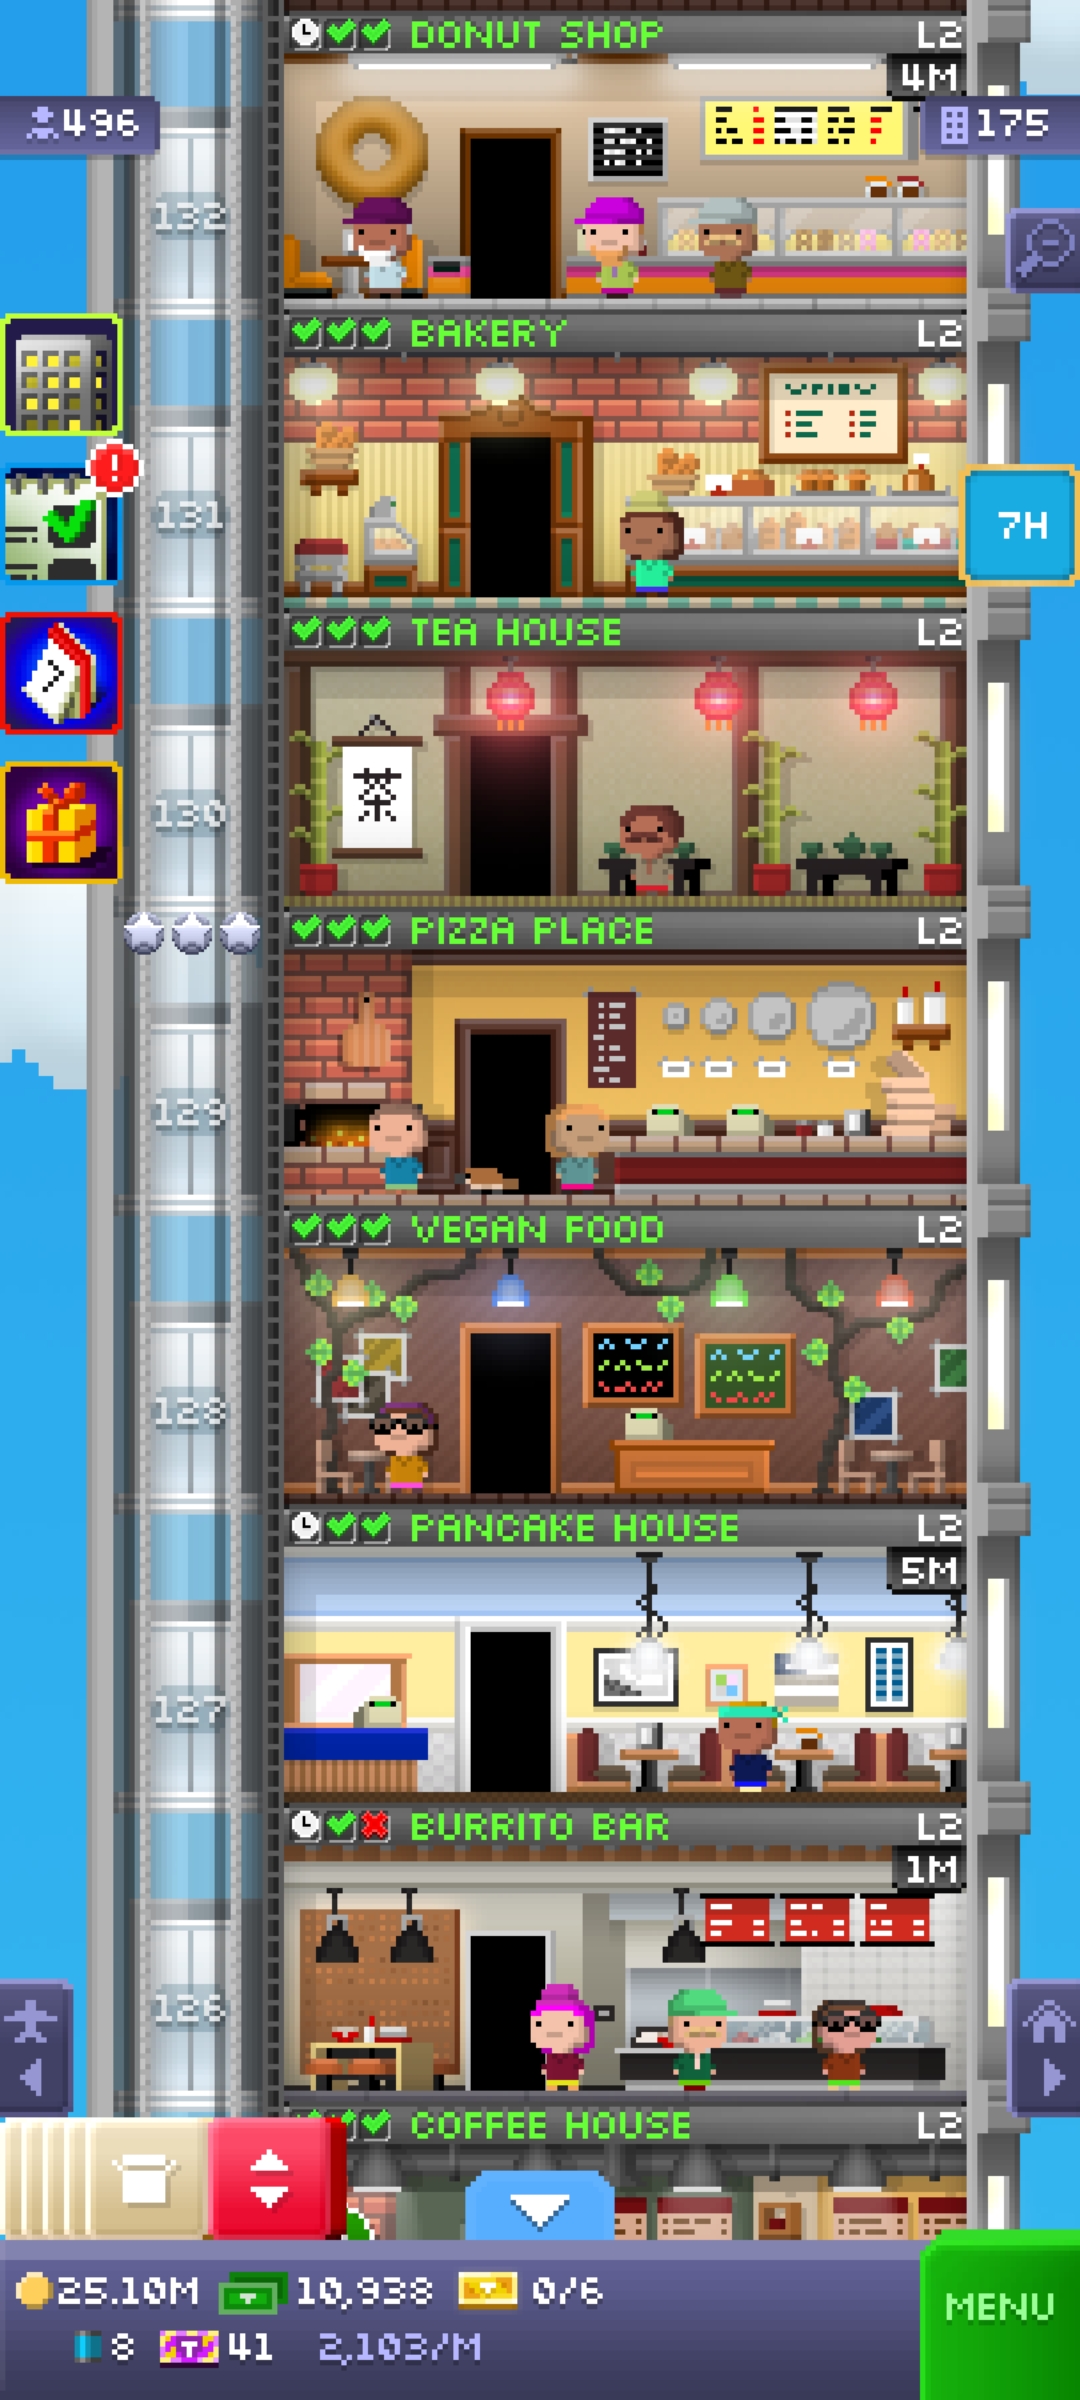 DONUT SHOP L2
4M
496
175
132
BAKERY L2
131
7H
TEA HOUSE L2
茶
130
PIZZA PLACE L2
129
VEGAN FOOD L2
128
PANCAKE HOUSE L2
5M
127
BURRITO BAR L2
1M
126
COFFEE HOUSE L2
25.10M 10,938 0/6
8 41 2,103/M
MENU